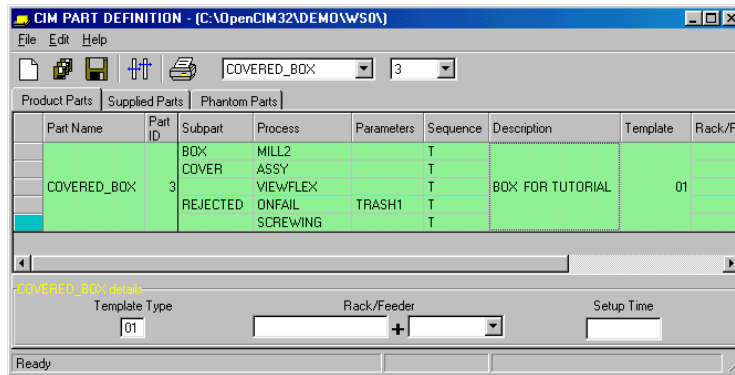 CIM PART DEFINITION - (C:\OpenCIM32\DEMO\WS0\)
File Edit Help
COVERED_BOX 3
Product Parts Supplied Parts Phantom Parts
Part Name Part ID Subpart Process Parameters Sequence Description Template Rack/F
BOX MILL2 T
COVER ASSY T
COVERED_BOX 3 VIEWFLEX T BOX FOR TUTORIAL 01
REJECTED ONFAIL TRASH1 T
SCREWING T
COVERED_BOX details
Template Type Rack/Feeder Setup Time
01 +
Ready